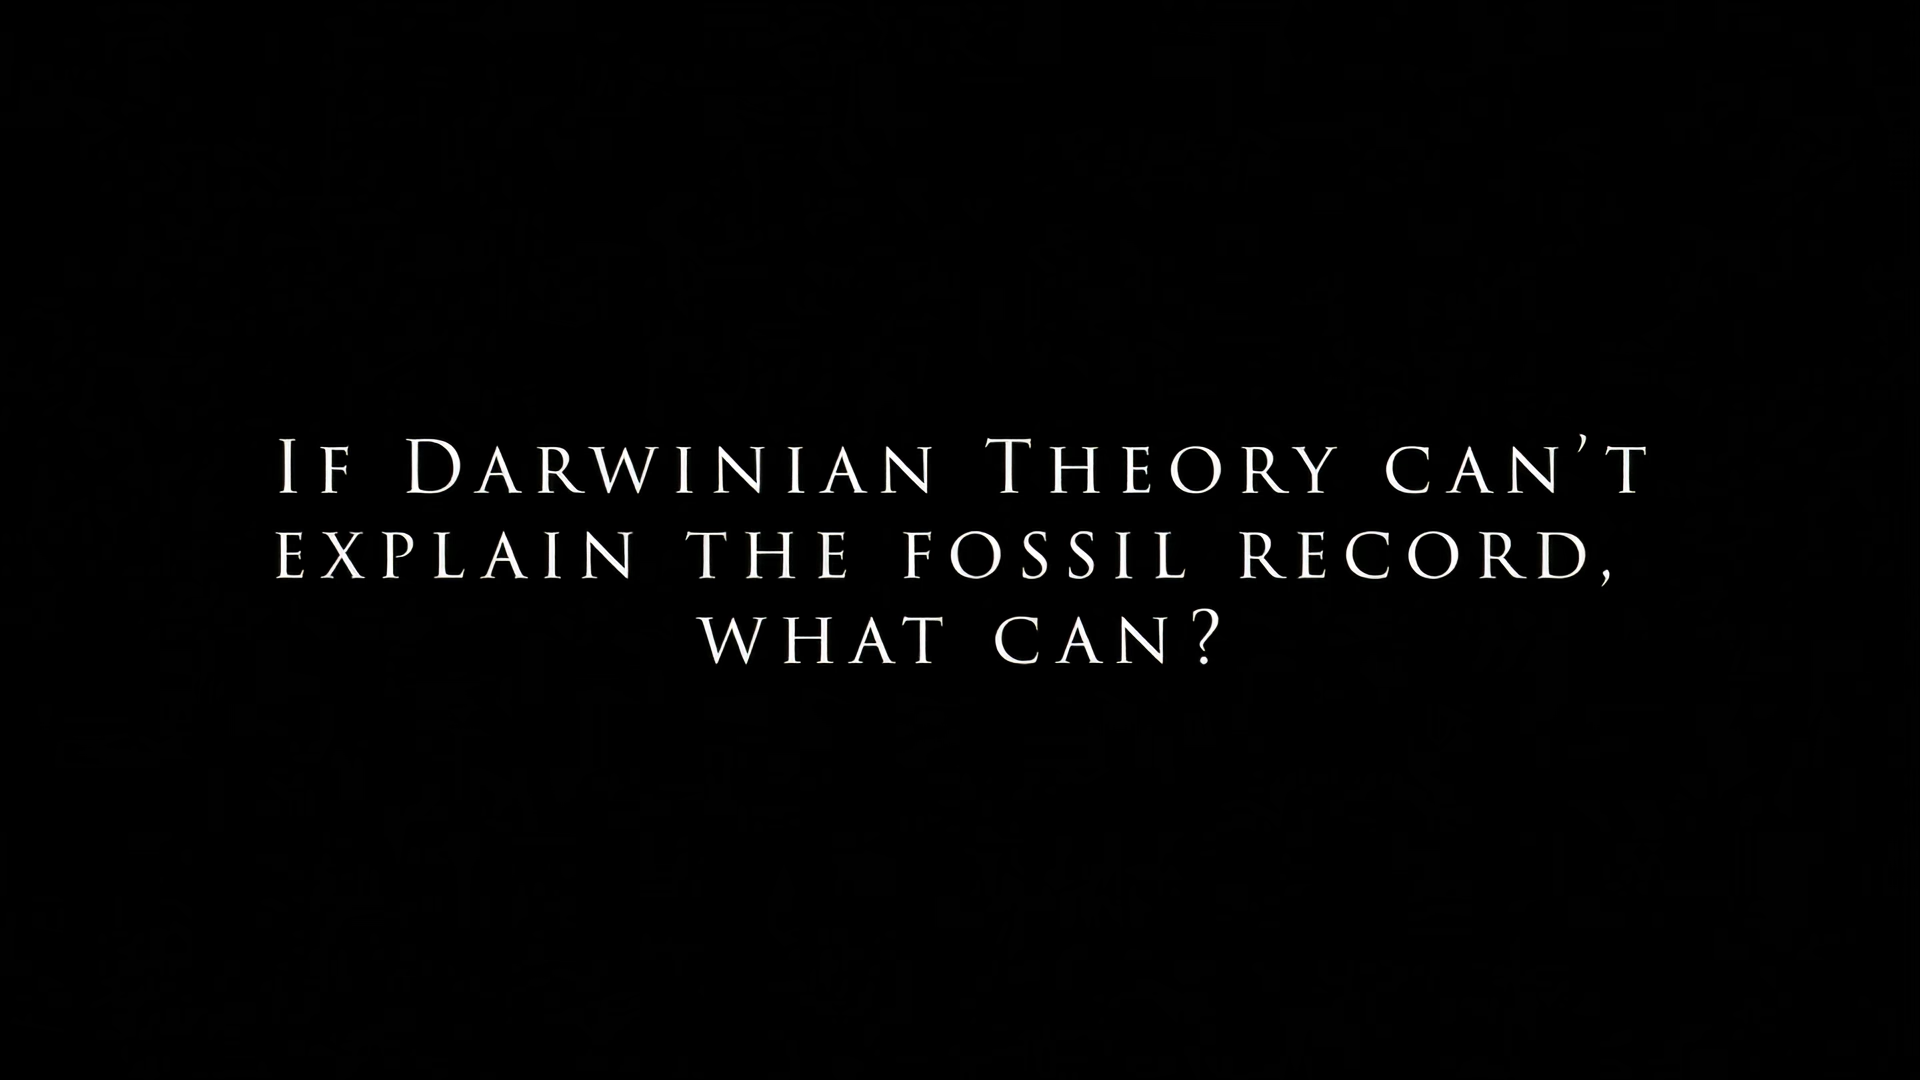 If Darwinian Theory can’t
explain the fossil record,
what can?